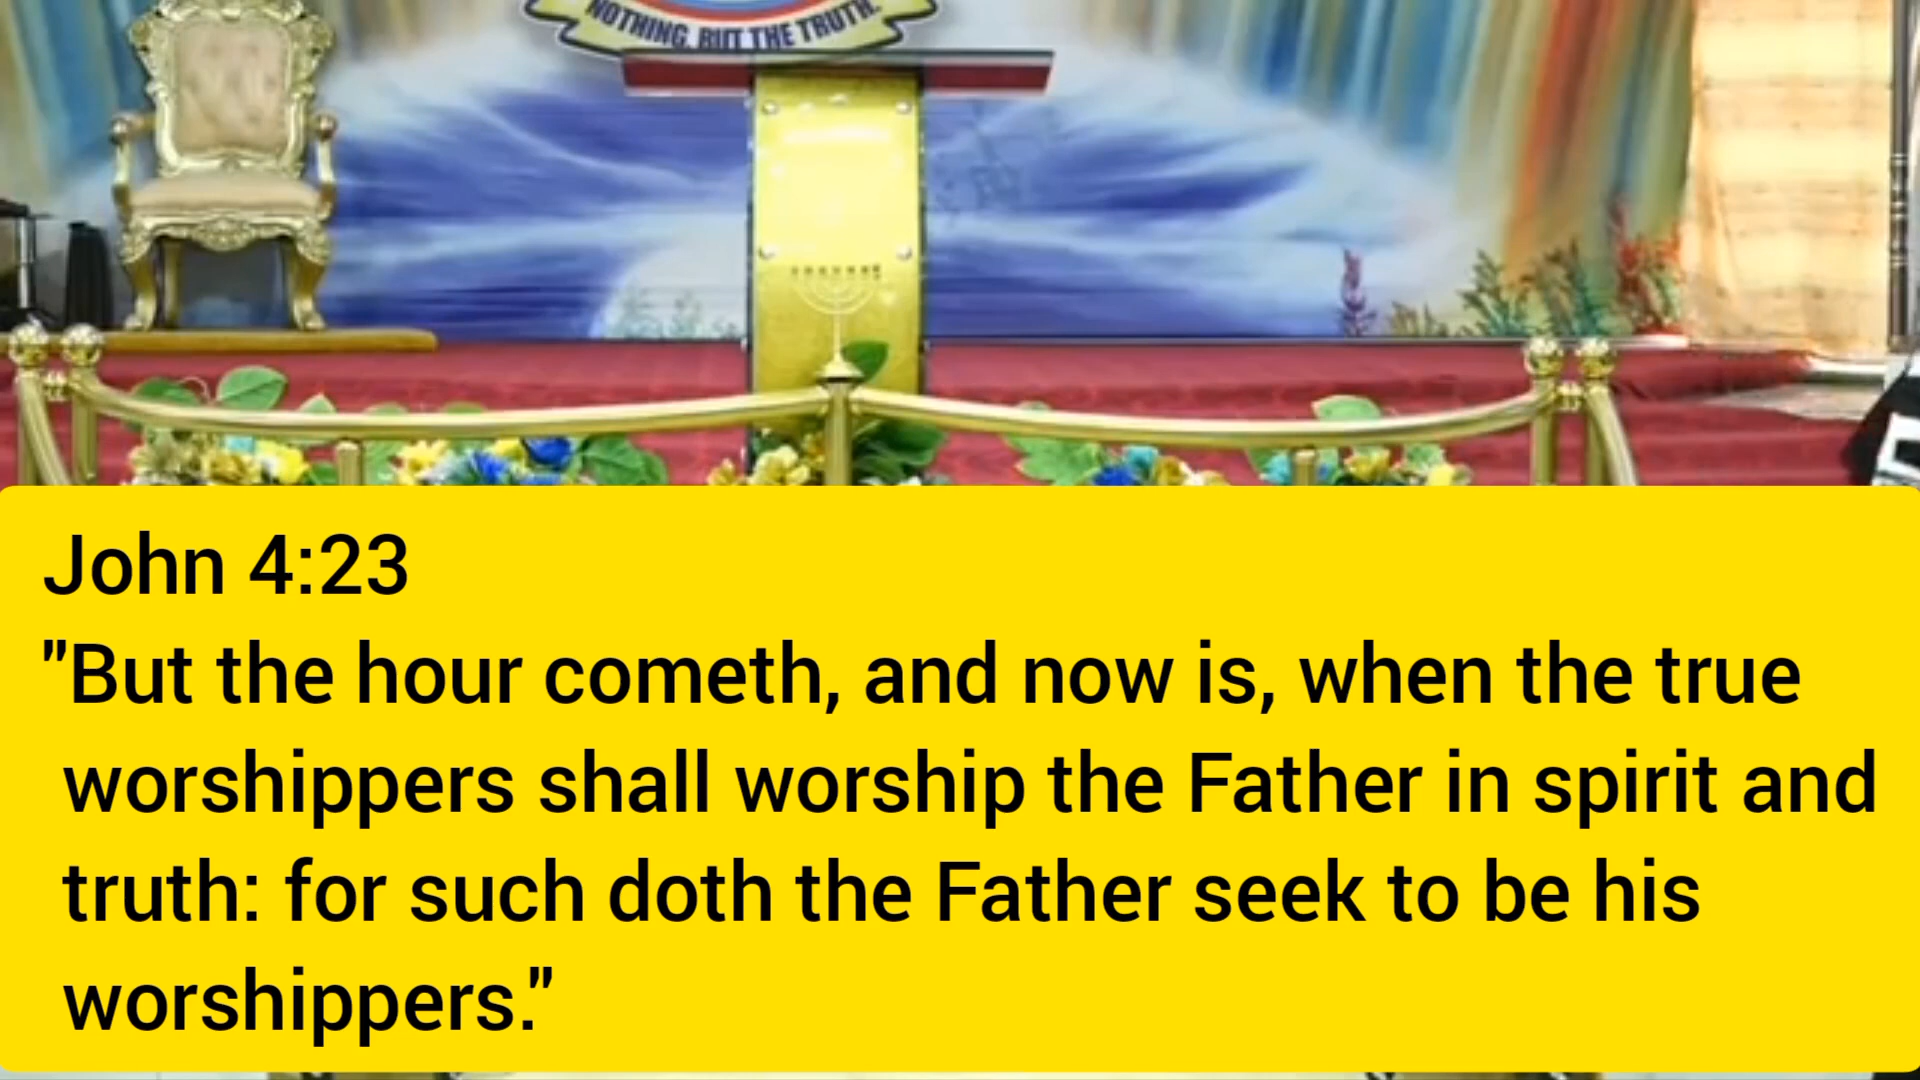 NOTHING, BUT THE TRUTH.
John 4:23
"But the hour cometh, and now is, when the true
worshippers shall worship the Father in spirit and
truth: for such doth the Father seek to be his
worshippers."